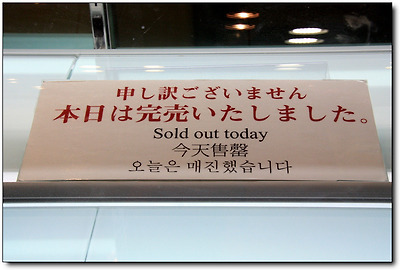 申し訳ございません
本日は完売いたしました。
Sold out today
今天售罄
오늘은 매진했습니다